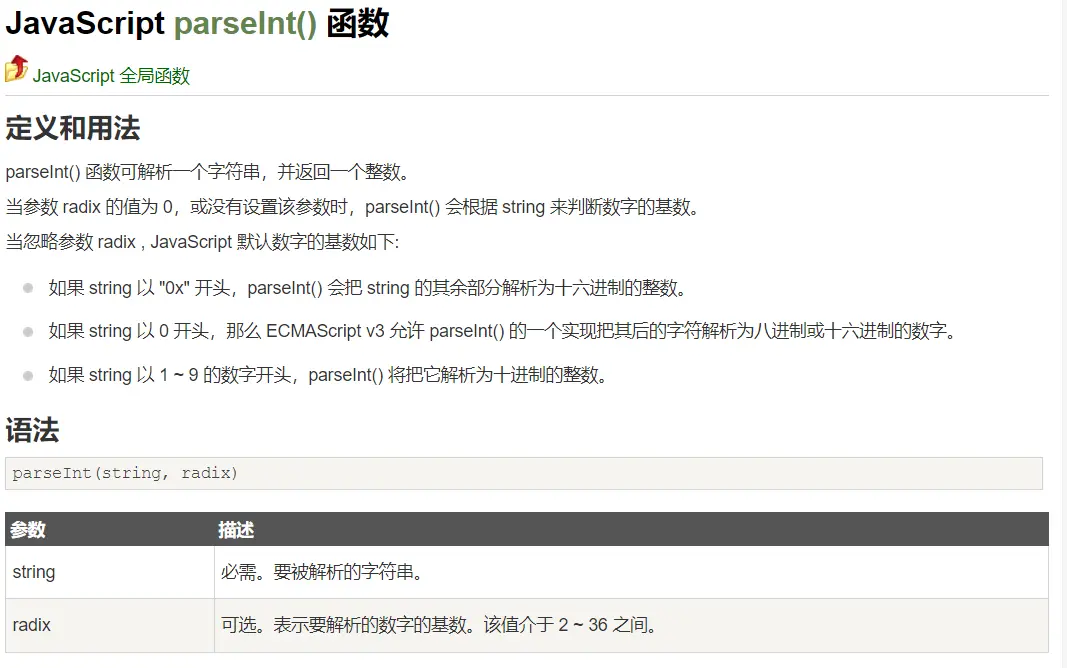 JavaScript parseInt() 函数
JavaScript 全局函数
定义和用法
parseInt() 函数可解析一个字符串，并返回一个整数。
当参数 radix 的值为 0，或没有设置该参数时，parseInt() 会根据 string 来判断数字的基数。
当忽略参数 radix , JavaScript 默认数字的基数如下:
如果 string 以 "0x" 开头，parseInt() 会把 string 的其余部分解析为十六进制的整数。
如果 string 以 0 开头，那么 ECMAScript v3 允许 parseInt() 的一个实现把其后的字符解析为八进制或十六进制的数字。
如果 string 以 1 ~ 9 的数字开头，parseInt() 将把它解析为十进制的整数。
语法
parseInt(string, radix)
参数 描述
string 必需。要被解析的字符串。
radix 可选。表示要解析的数字的基数。该值介于 2 ~ 36 之间。